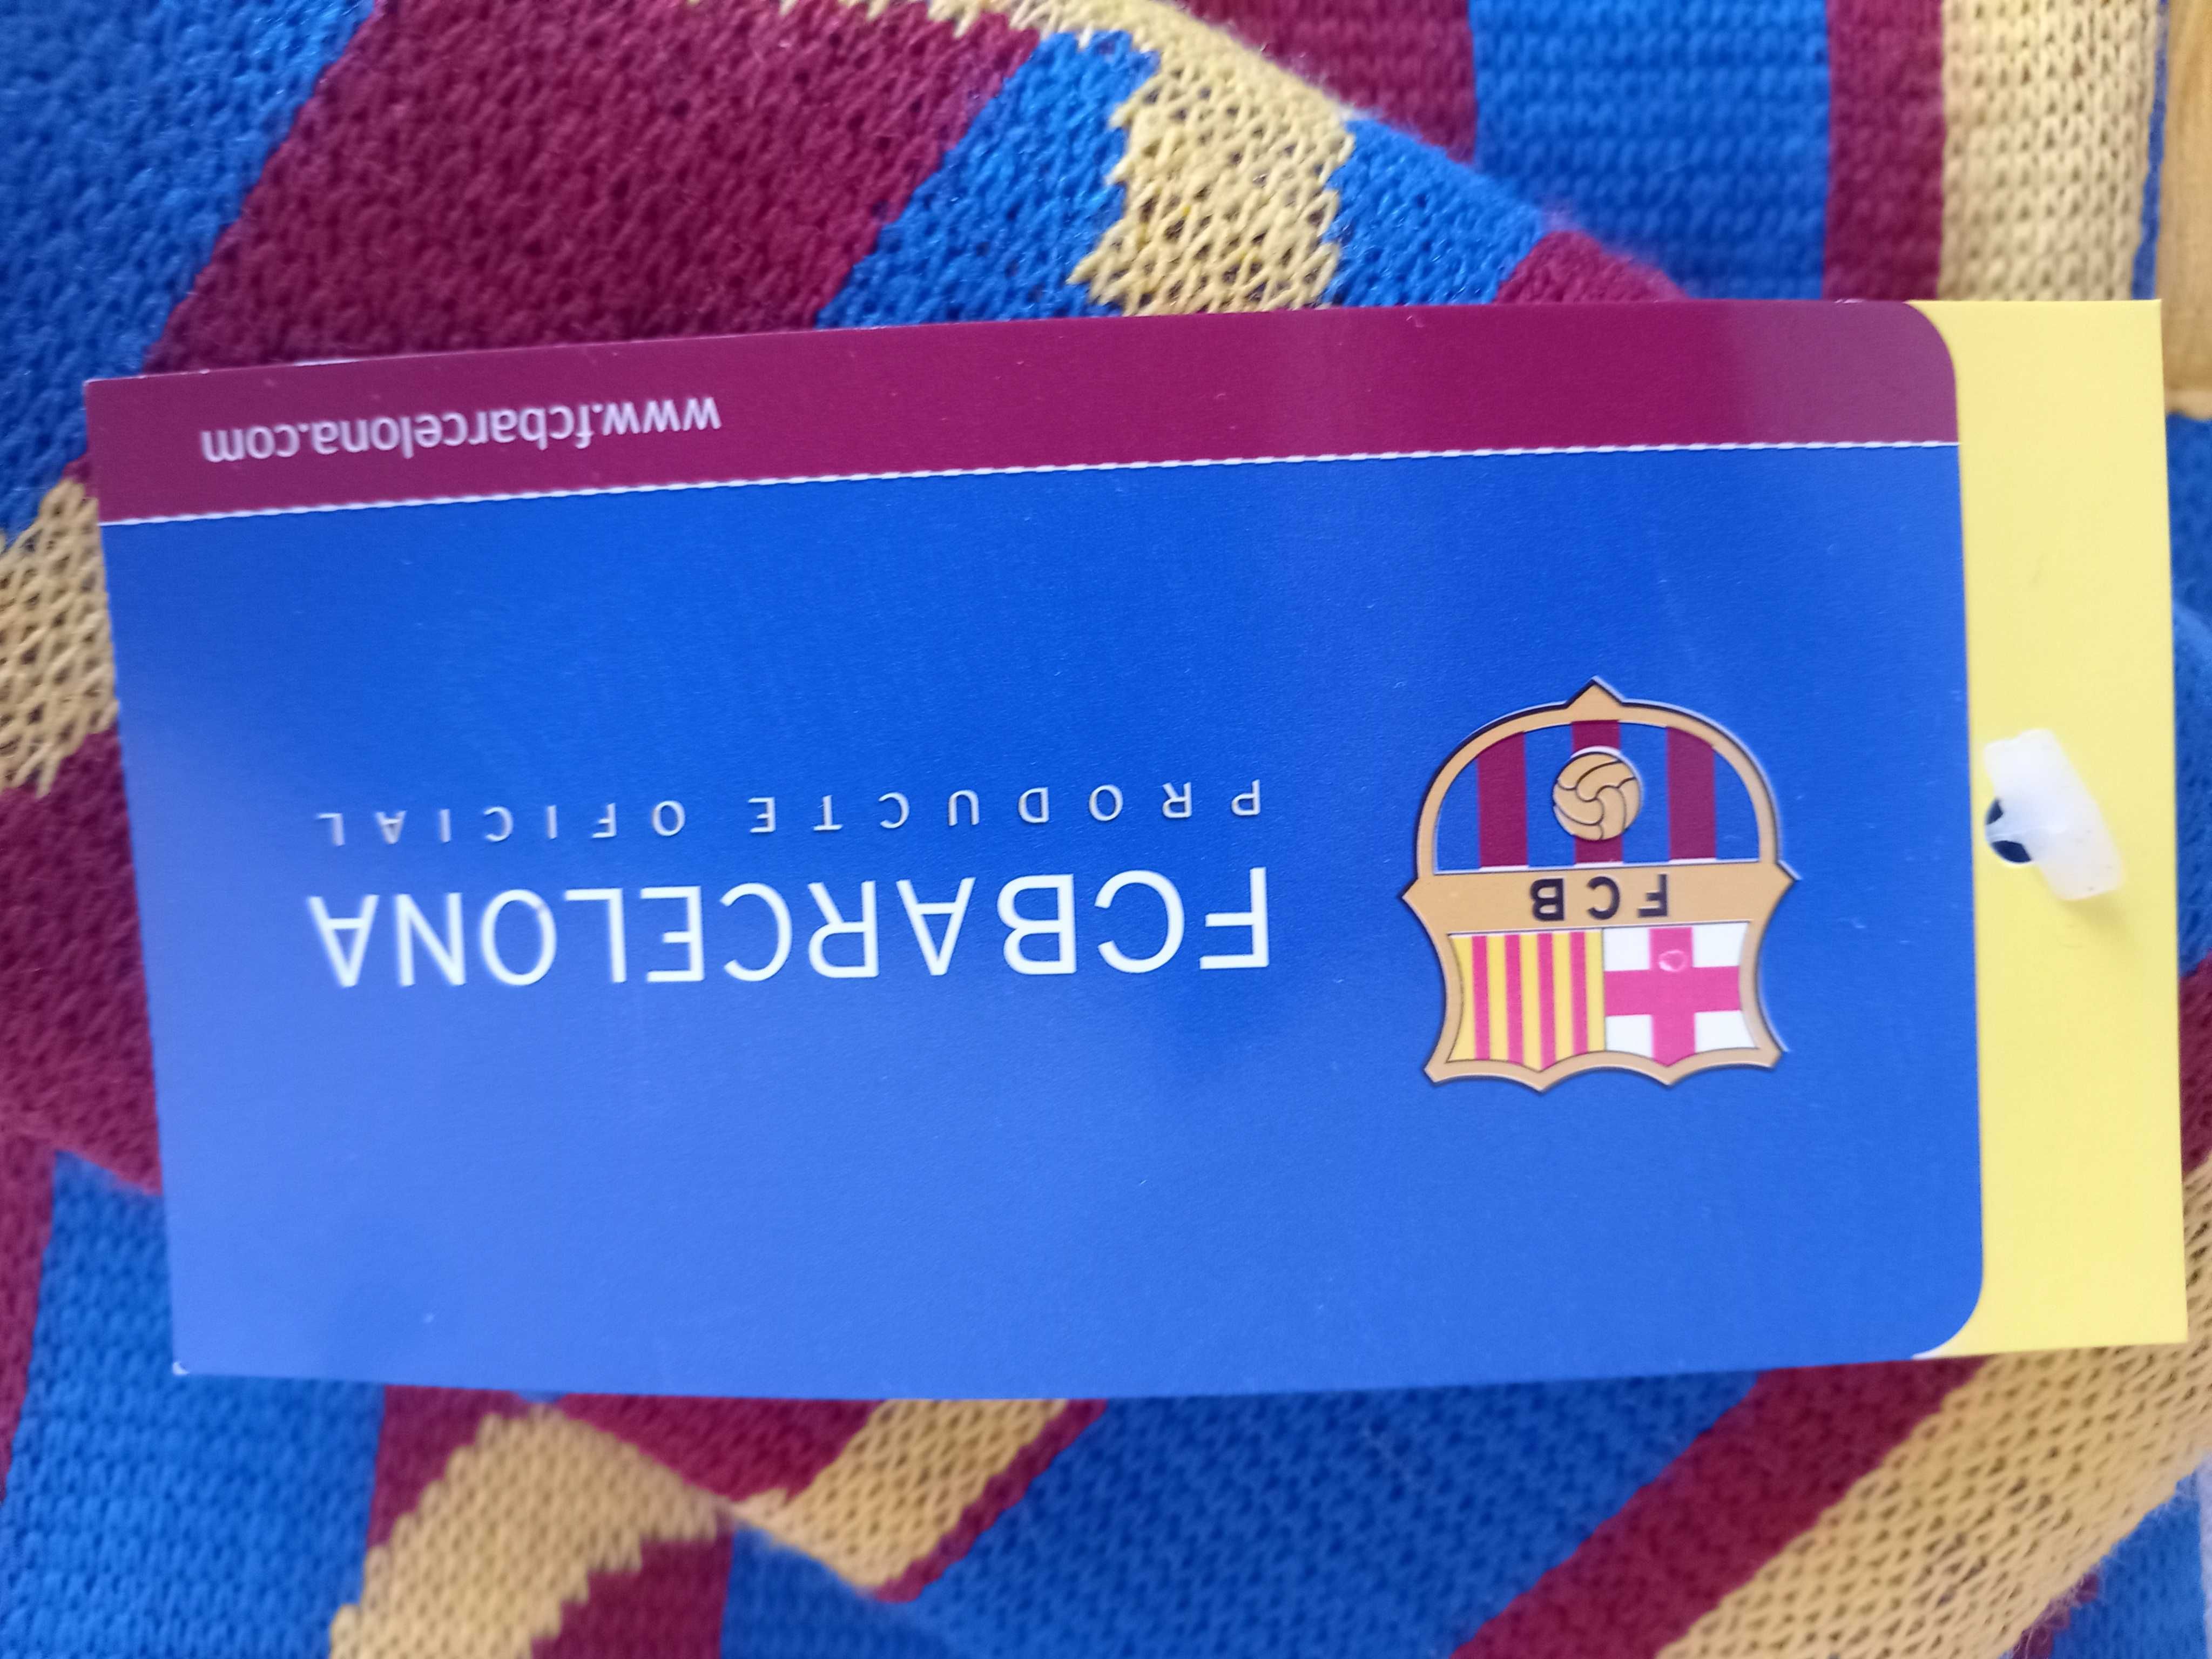 FCB
FCBARCELONA
PRODUCTE OFICIAL
www.fcbarcelona.com